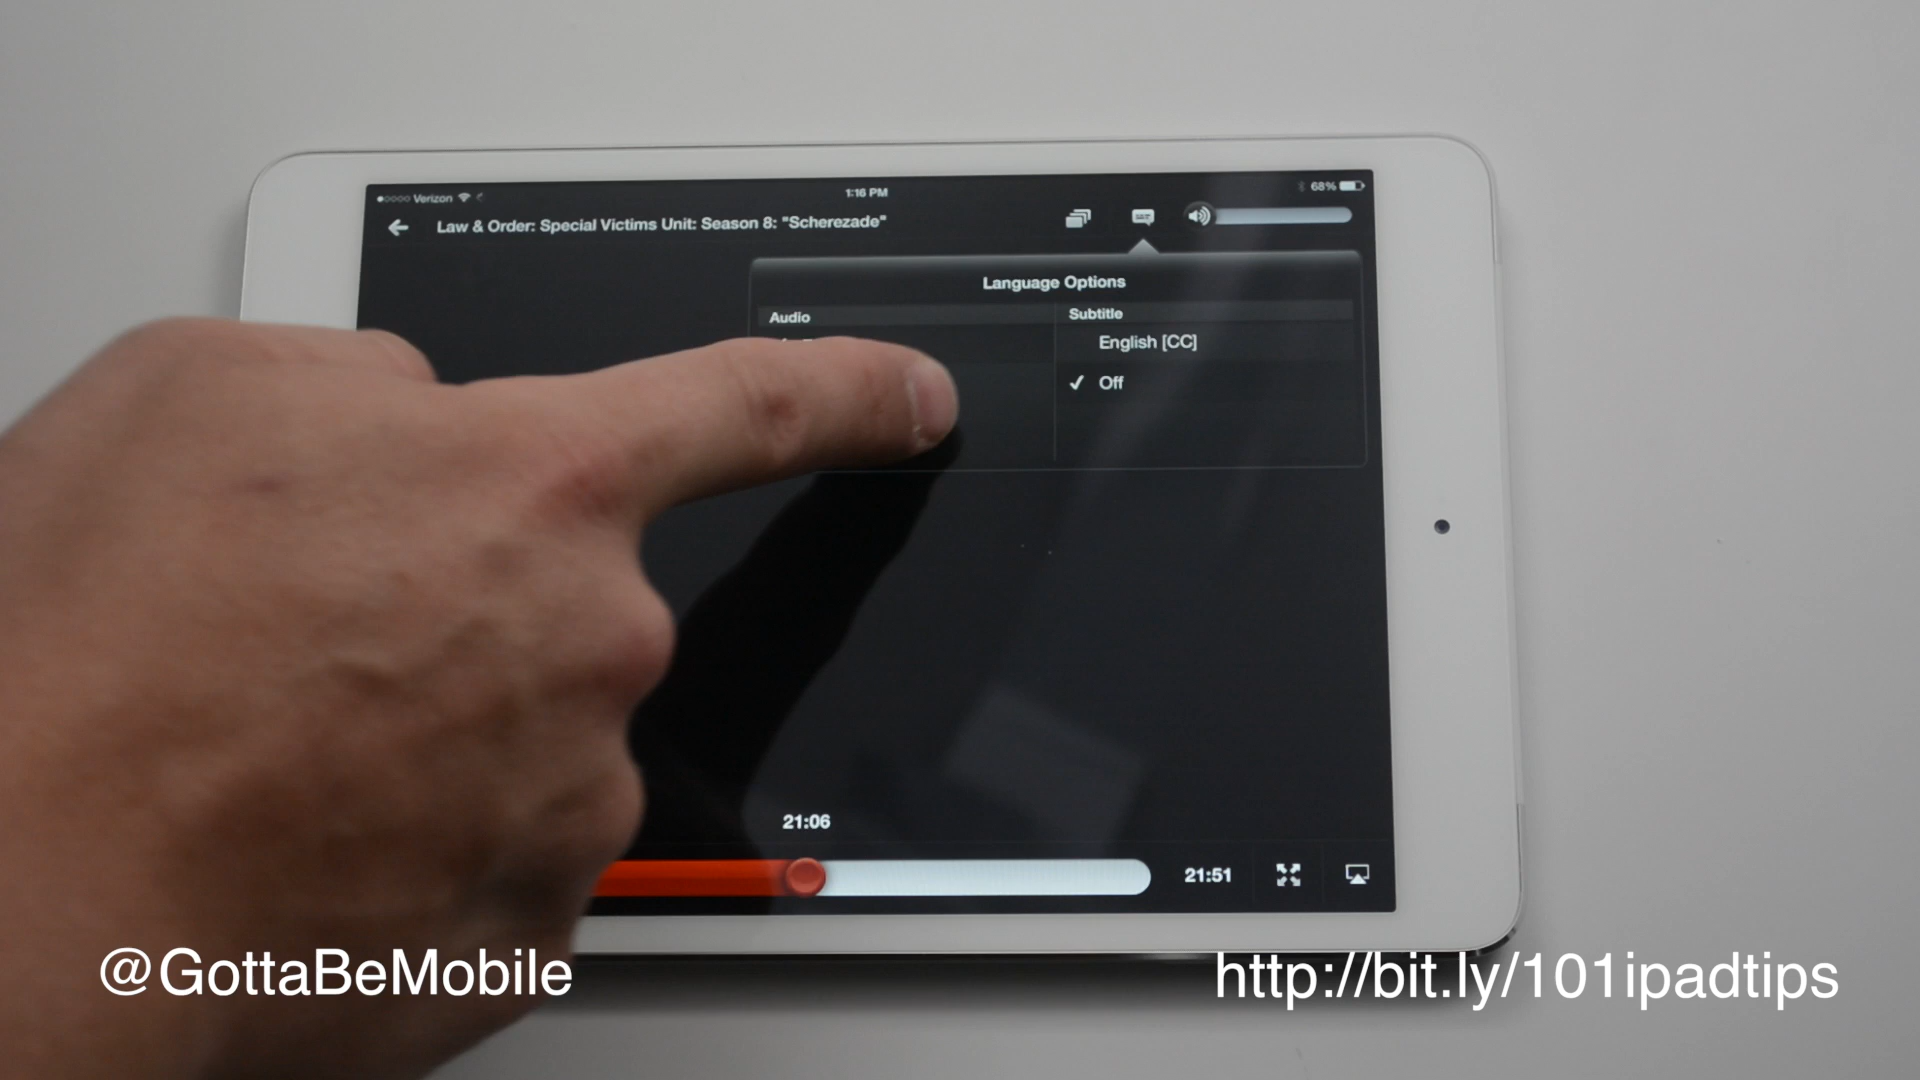 Verizon
1:16 PM
68%
Law & Order: Special Victims Unit: Season 8: "Scherezade"
Language Options
Audio
Subtitle
English [CC]
✓ Off
21:06
21:51
@GottaBeMobile
http://bit.ly/101ipadtips